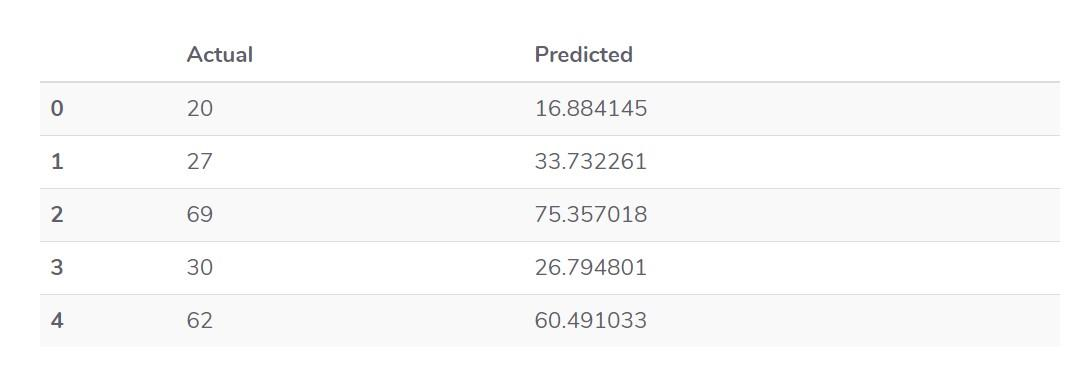 Actual Predicted
0 20 16.884145
1 27 33.732261
2 69 75.357018
3 30 26.794801
4 62 60.491033